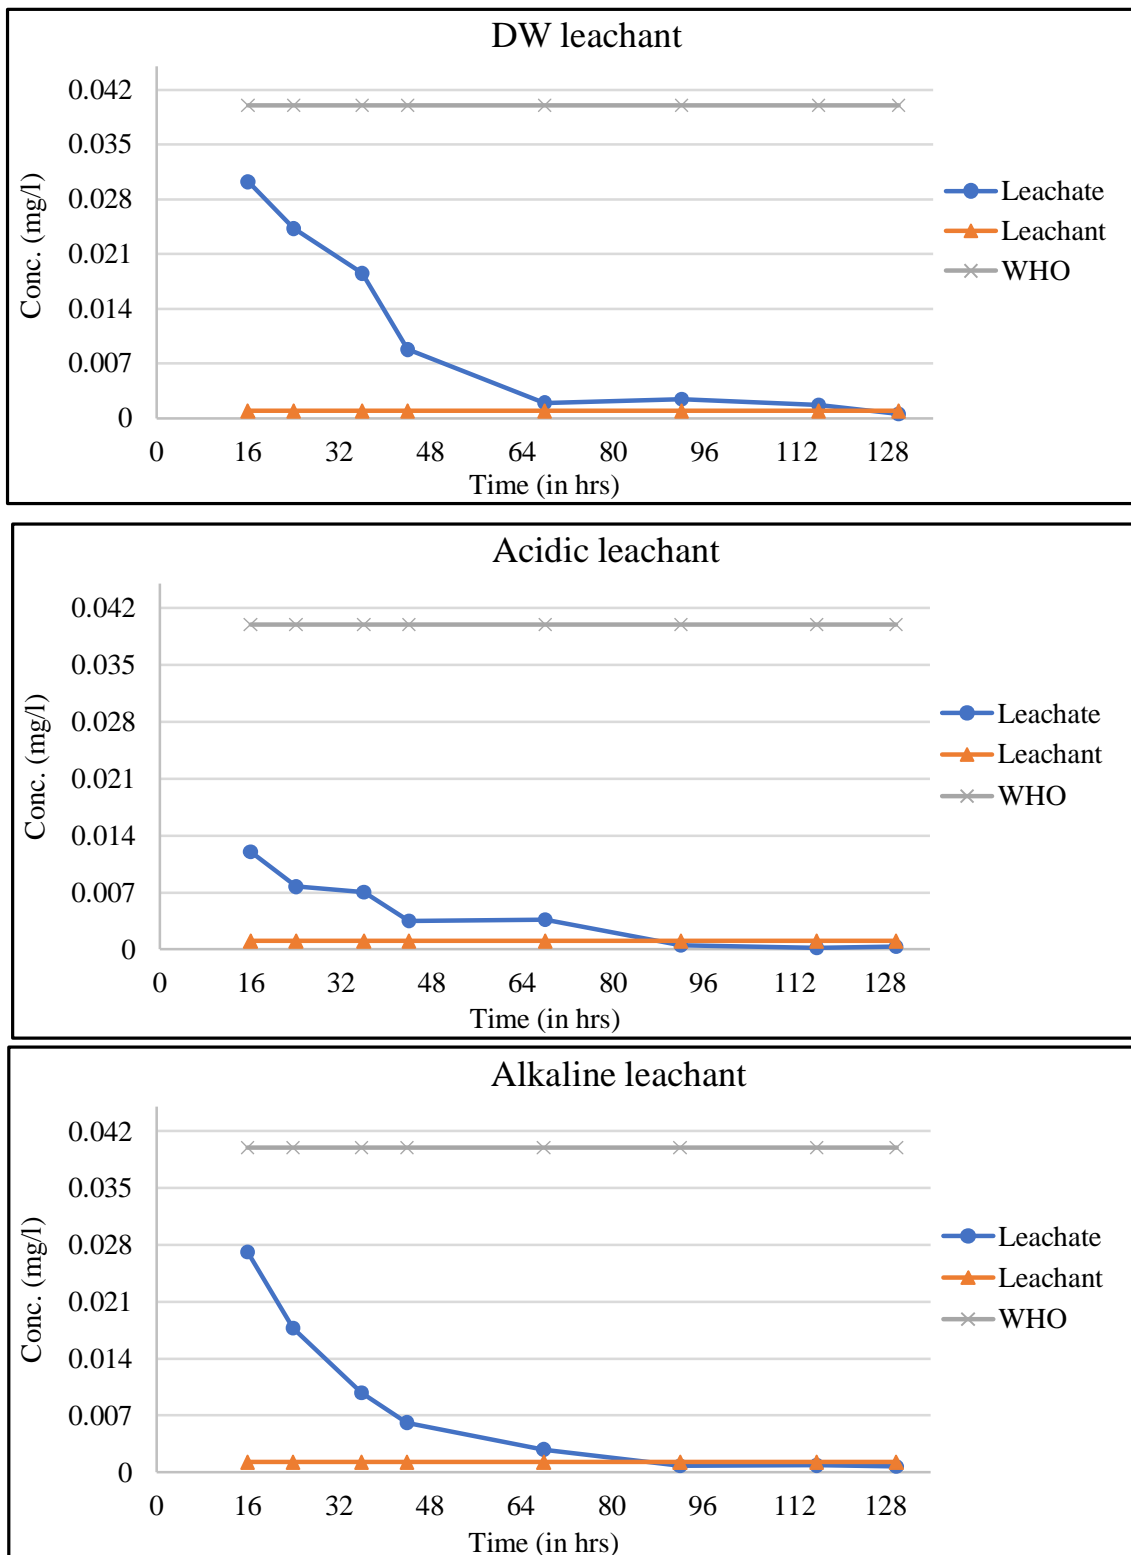 DW leachant
0.042
0.035
0.028
0.021
0.014
0.007
0
Conc. (mg/l)
0 16 32 48 64 80 96 112 128
Time (in hrs)
Leachate
Leachant
WHO
Acidic leachant
0.042
0.035
0.028
0.021
0.014
0.007
0
Conc. (mg/l)
0 16 32 48 64 80 96 112 128
Time (in hrs)
Leachate
Leachant
WHO
Alkaline leachant
0.042
0.035
0.028
0.021
0.014
0.007
0
Conc. (mg/l)
0 16 32 48 64 80 96 112 128
Time (in hrs)
Leachate
Leachant
WHO